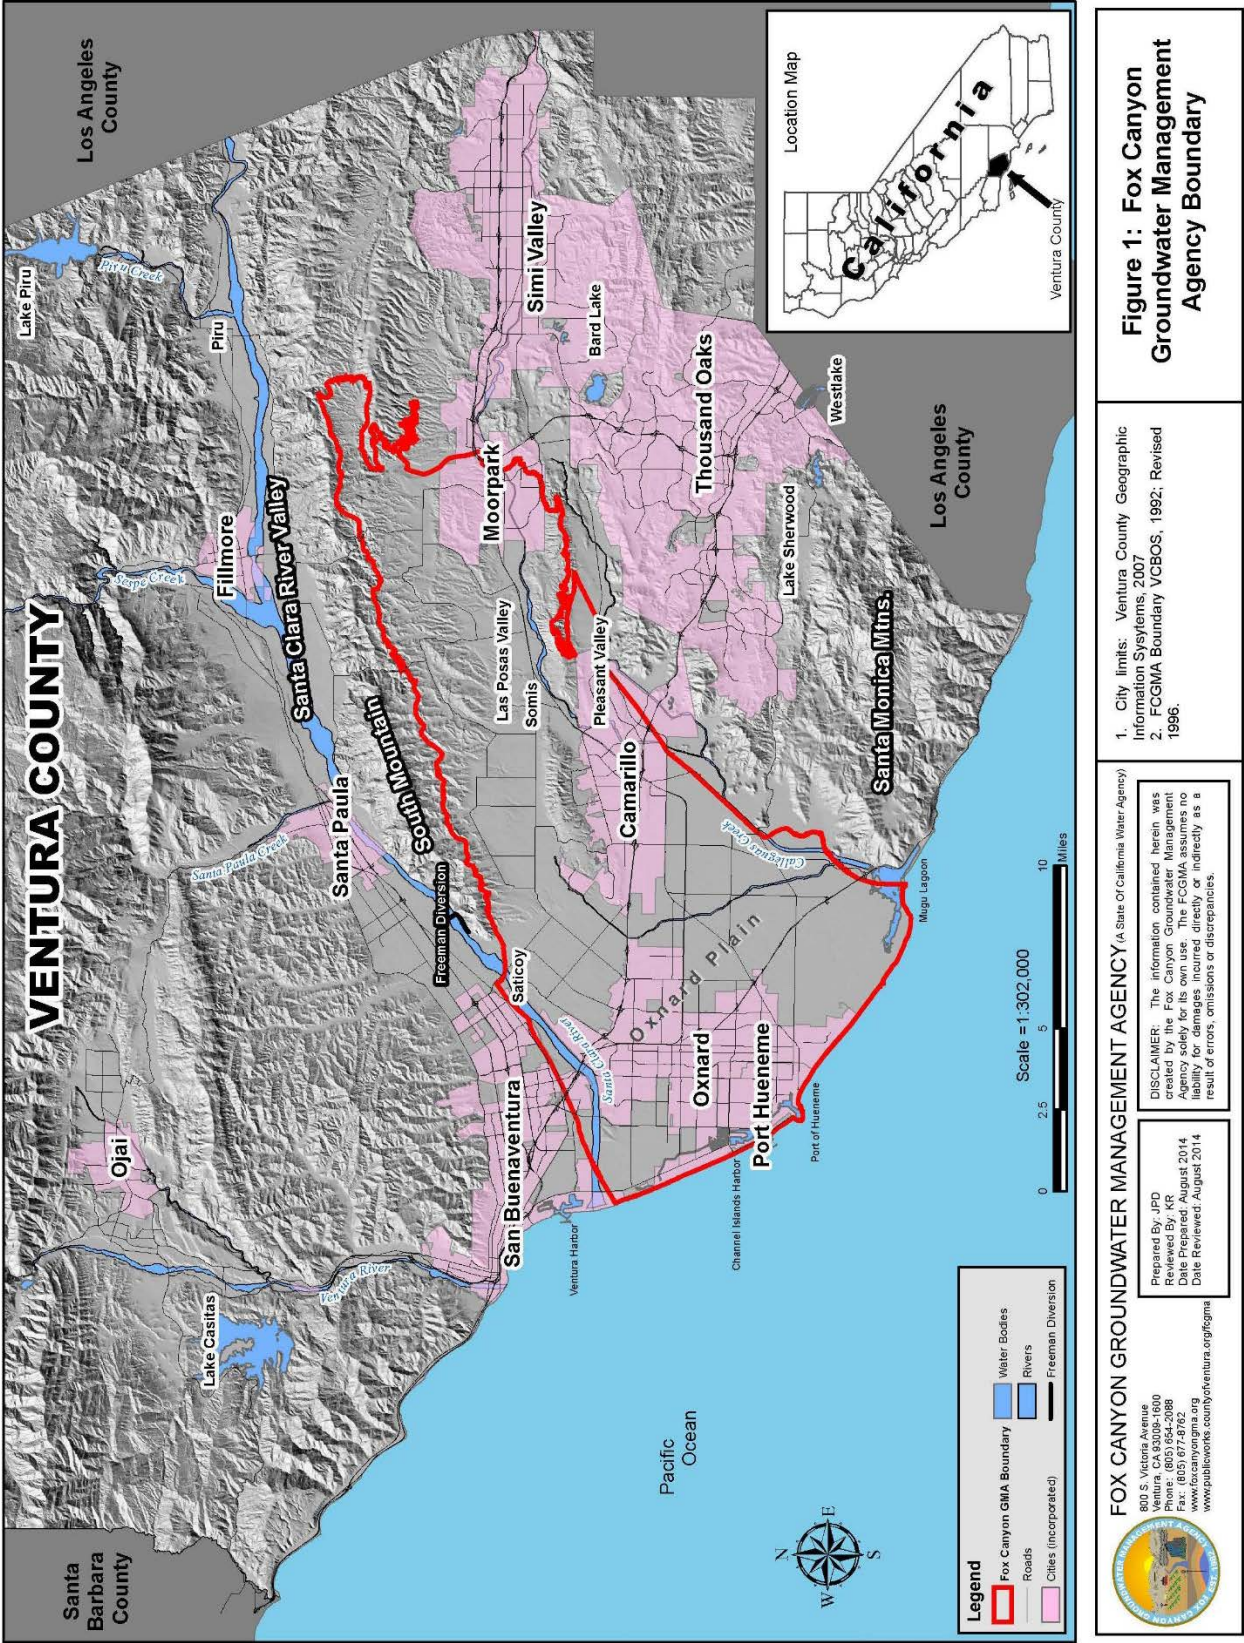 VENTURA COUNTY
Santa
Barbara
County
Los Angeles
County
Lake Piru
Piru Creek
Piru
Ojai
Lake Casitas
Ventura River
Santa Paula Creek
Santa Paula
Sespe Creek
Fillmore
Santa Clara River Valley
South Mountain
Freeman Diversion
Saticoy
San Buenaventura
Ventura Harbor
Santa Clara River
Oxnard Plain
Oxnard
Port Hueneme
Channel Islands Harbor
Port of Hueneme
Las Posas Valley
Somis
Moorpark
Simi Valley
Bard Lake
Pleasant Valley
Camarillo
Calleguas Creek
Thousand Oaks
Lake Sherwood
Westlake
Santa Monica Mtns.
Mugu Lagoon
Los Angeles
County
Pacific
Ocean
N
W
E
S
Legend
Fox Canyon GMA Boundary
Roads
Cities (incorporated)
Water Bodies
Rivers
Freeman Diversion
Scale = 1:302,000
0
2.5
5
10
Miles
Location Map
California
Ventura County
FOX CANYON GROUNDWATER MANAGEMENT AGENCY (A State Of California Water Agency)
800 S. Victoria Avenue
Ventura, CA 93009-1600
Phone: (805) 654-2088
Fax: (805) 677-8762
www.foxcanyongma.org
www.publicworks.countyofventura.org/fcgma
Prepared By: JPD
Reviewed By: KR
Date Prepared: August 2014
Date Reviewed: August 2014
DISCLAIMER: The information contained herein was
created by the Fox Canyon Groundwater Management
Agency solely for its own use. The FCGMA assumes no
liability for damages incurred directly or indirectly as a
result of errors, omissions or discrepancies.
1. City limits: Ventura County Geographic
Information Sysytems, 2007
2. FCGMA Boundary VCBOS, 1992; Revised
1996.
Figure 1: Fox Canyon
Groundwater Management
Agency Boundary